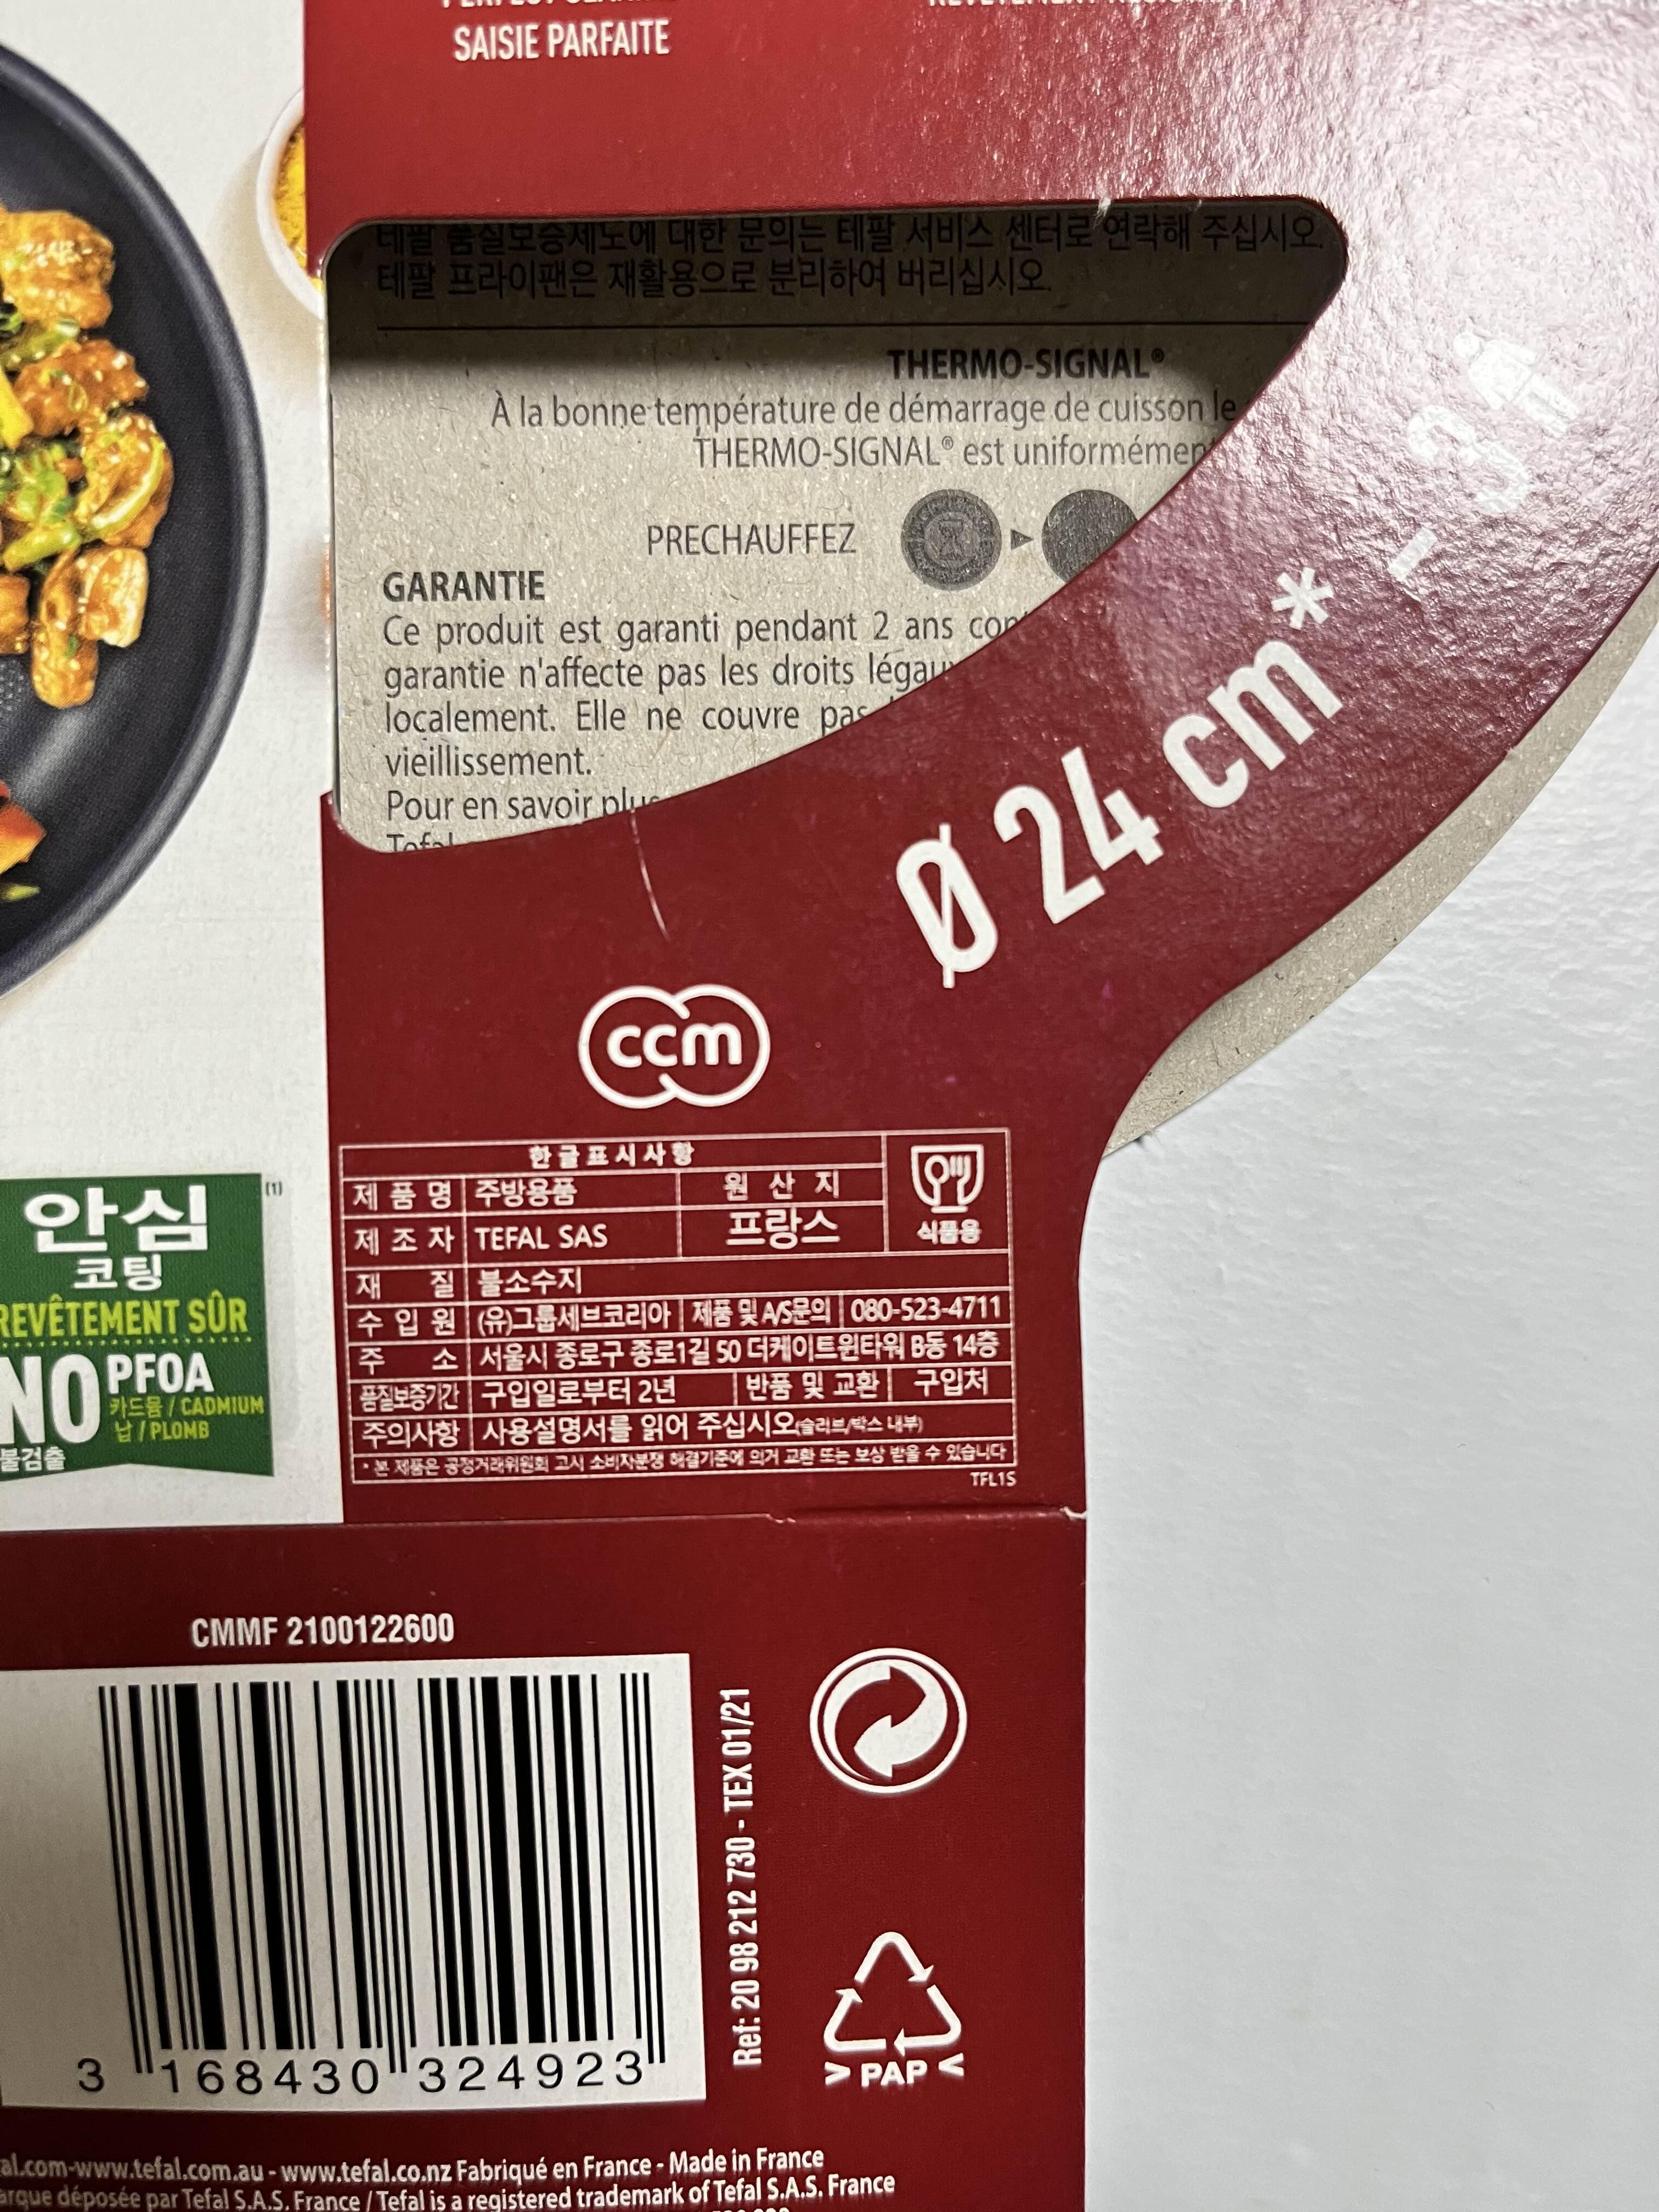 SAISIE PARFAITE
테팔 품질보증제도에 대한 문의는 테팔 서비스 센터로 연락해 주십시오.
테팔 프라이팬은 재활용으로 분리하여 버리십시오.
THERMO-SIGNAL®
À la bonne température de démarrage de cuisson le
THERMO-SIGNAL® est uniformémen
PRECHAUFFEZ
GARANTIE
Ce produit est garanti pendant 2 ans
garantie n'affecte pas les droits
localement. Elle ne couvre pas
vieillissement.
Pour en savoir plus
Tefal
Ø 24 cm* - 3
ccm
한글표시사항
제품명 주방용품 원산지
제조자 TEFAL SAS 프랑스
식품용
재 질 불소수지
수입원 (유)그룹세브코리아 제품 및 A/S문의 080-523-4711
주 소 서울시 종로구 종로1길 50 더케이트윈타워 B동 14층
품질보증기간 구입일로부터 2년 반품 및 교환 구입처
주의사항 사용설명서를 읽어 주십시오(슬리브/박스 내부)
* 본 제품은 공정거래위원회 고시 소비자분쟁 해결기준에 의거 교환 또는 보상 받을 수 있습니다
TFL1S
안심 (1)
코팅
REVÊTEMENT SÛR
NO PFOA
카드뮴 / CADMIUM
납 / PLOMB
불검출
CMMF 2100122600
3 168430 324923
Ref: 20 98 212 730 - TEX 01/21
> PAP <
al.com-www.tefal.com.au - www.tefal.co.nz Fabriqué en France - Made in France
arque déposée par Tefal S.A.S. France / Tefal is a registered trademark of Tefal S.A.S. France